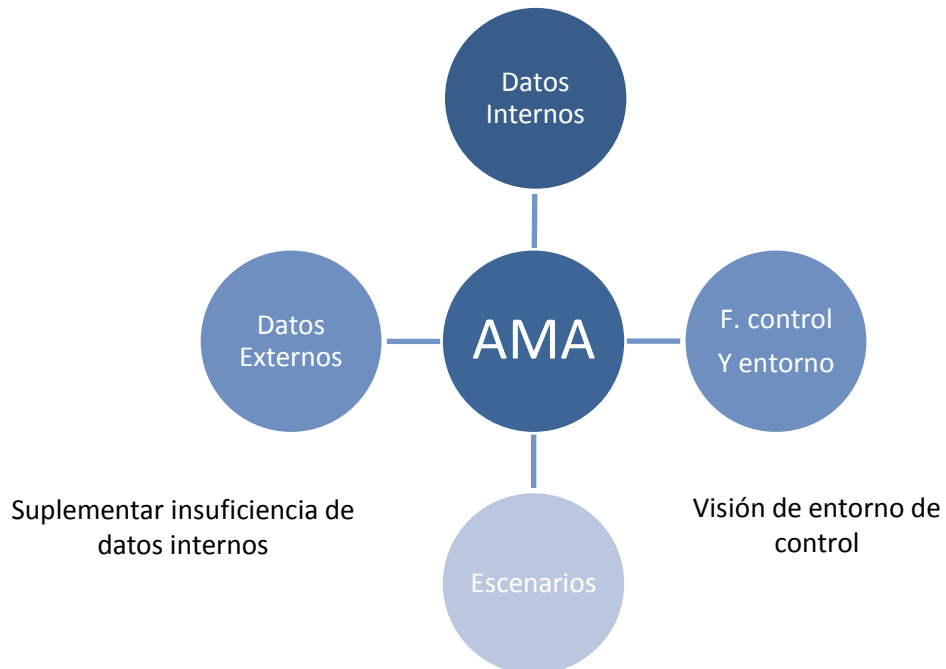 Datos
Internos
Datos
Externos
AMA
F. control
Y entorno
Suplementar insuficiencia de
datos internos
Visión de entorno de
control
Escenarios